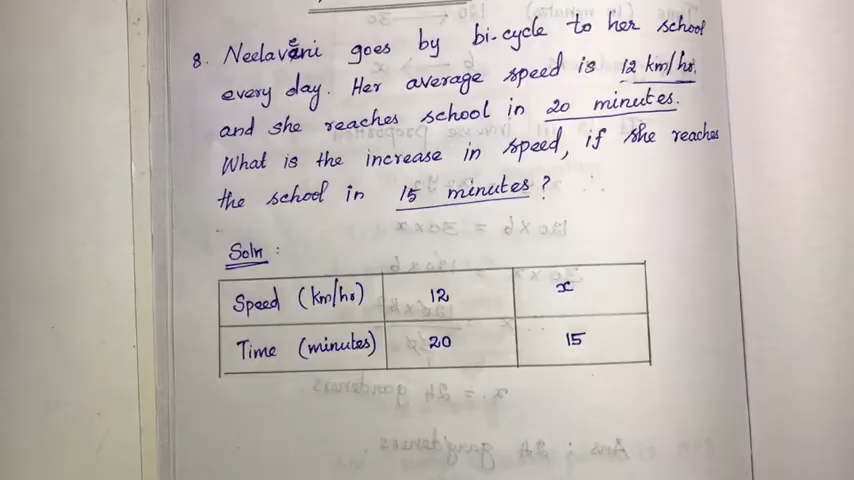 8. Neelaveni goes by bi-cycle to her school
every day. Her average speed is 12 km/hr.
and she reaches school in 20 minutes.
What is the increase in speed, if she reaches
the school in 15 minutes?
Soln :
Speed (km/hr) 12 x
Time (minutes) 20 15